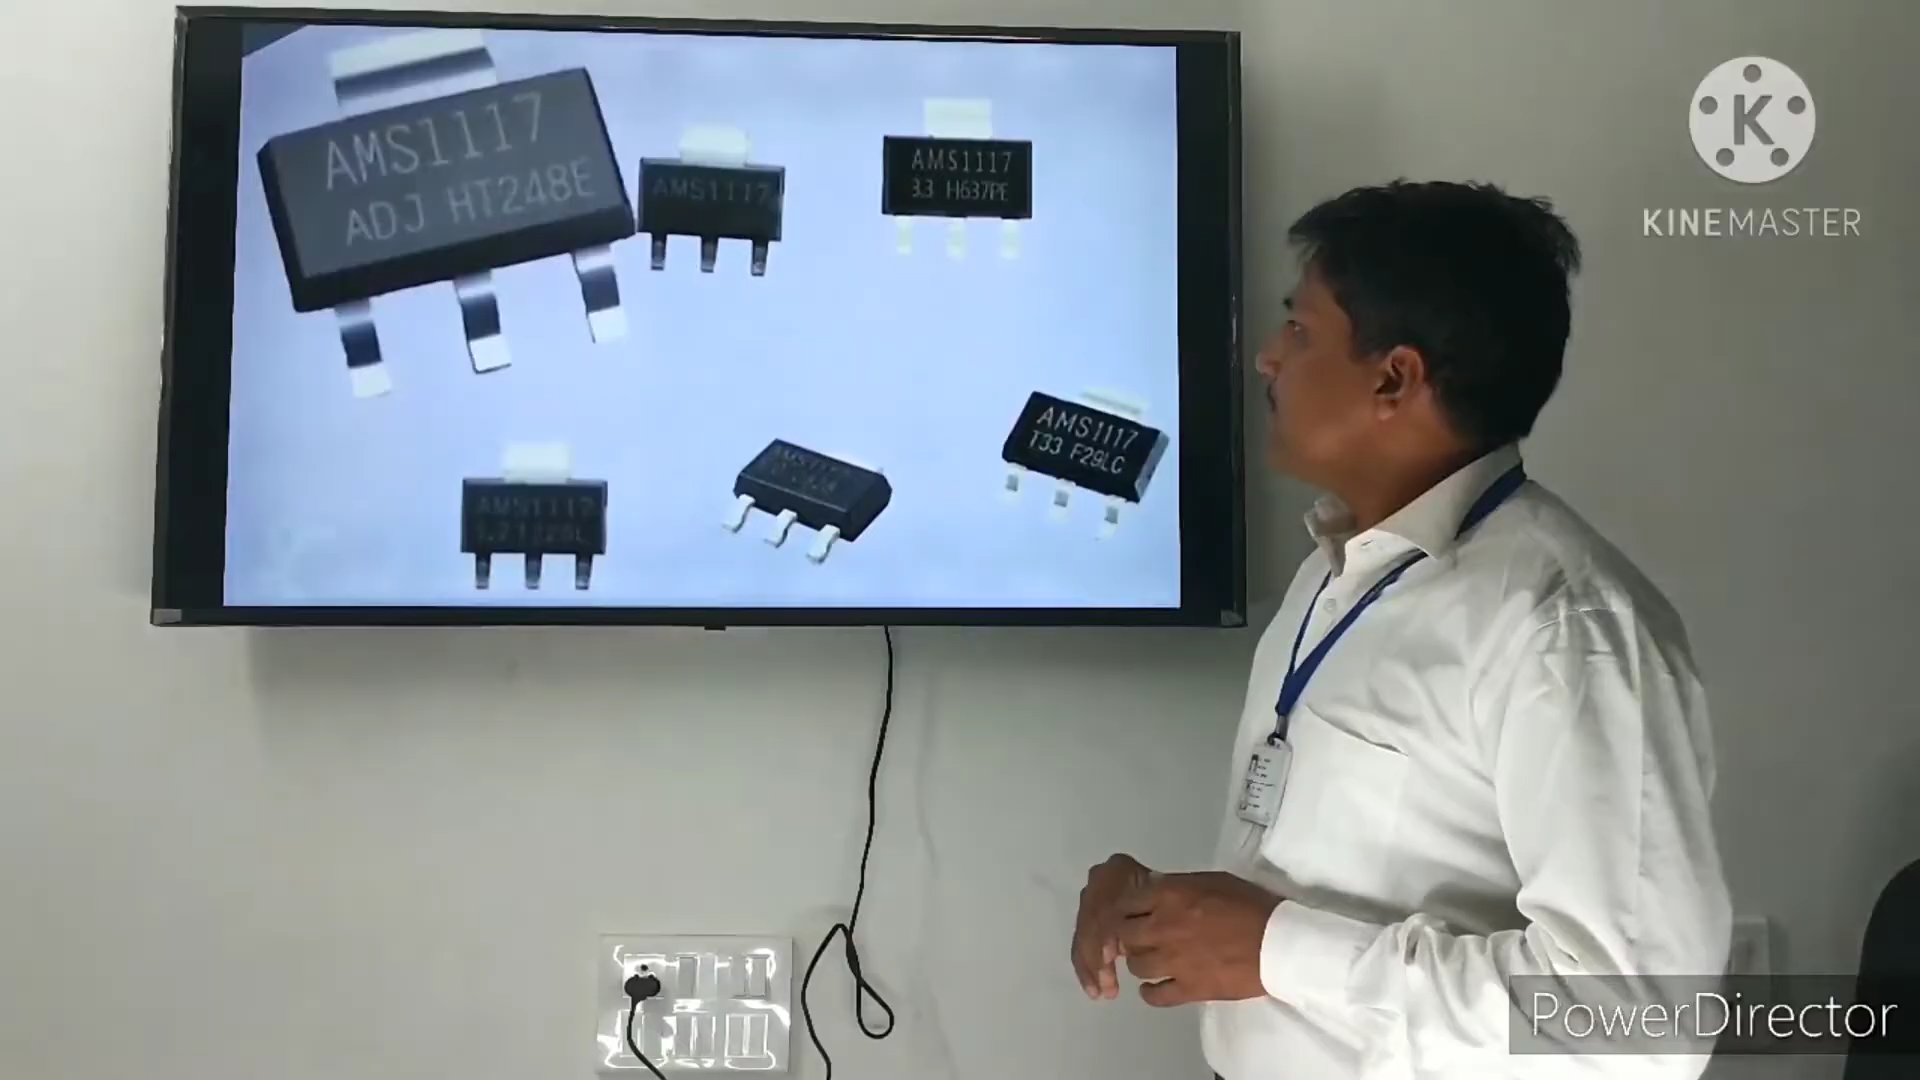 AMS1117
ADJ HT248E
AMS1117
AMS1117
3.3 H637PE
AMS1117
T33 F29LC
AMS1117
K
KINEMASTER
PowerDirector